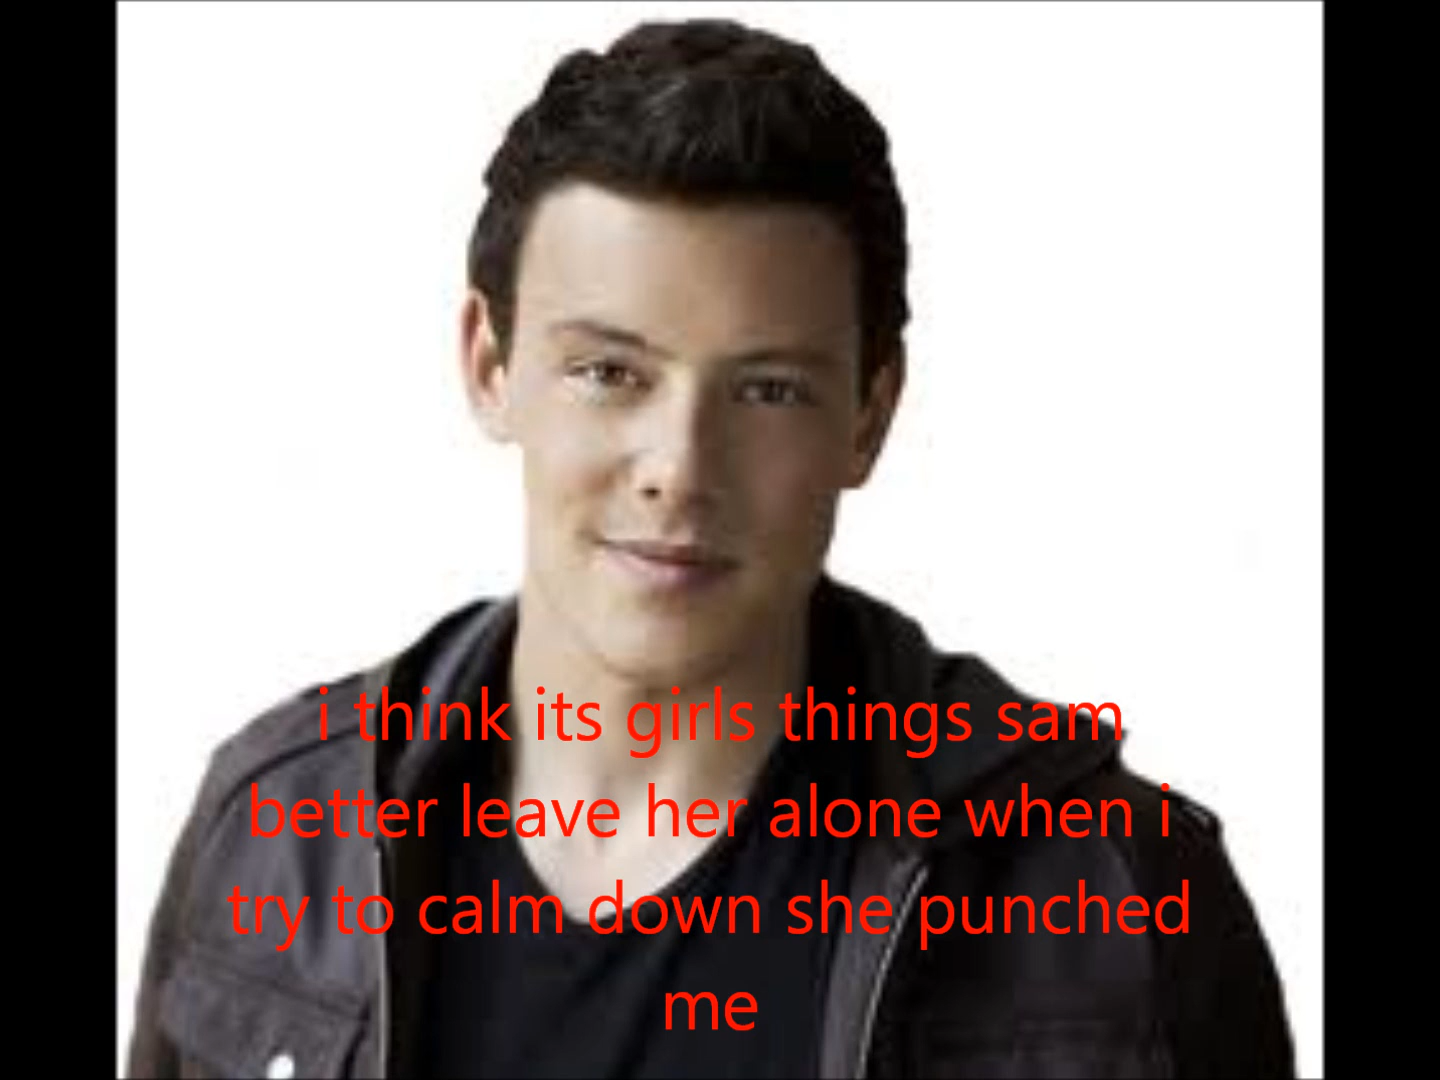 i think its girls things sam
better leave her alone when i
try to calm down she punched
me